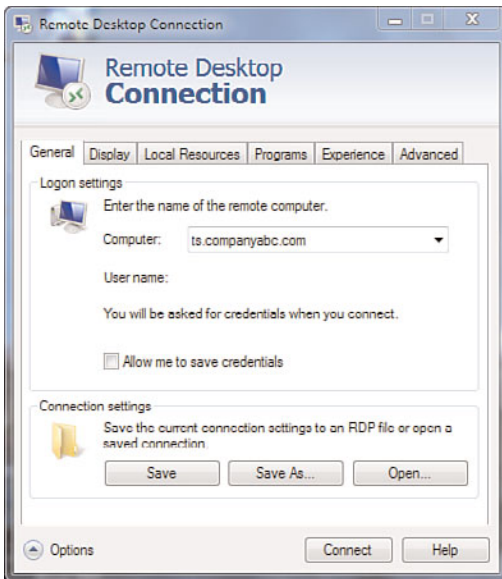 Remote Desktop Connection
Remote Desktop
Connection
General Display Local Resources Programs Experience Advanced
Logon settings
Enter the name of the remote computer.
Computer: ts.companyabc.com
User name:
You will be asked for credentials when you connect.
Allow me to save credentials
Connection settings
Save the current connection settings to an RDP file or open a
saved connection.
Save Save As... Open...
Options Connect Help